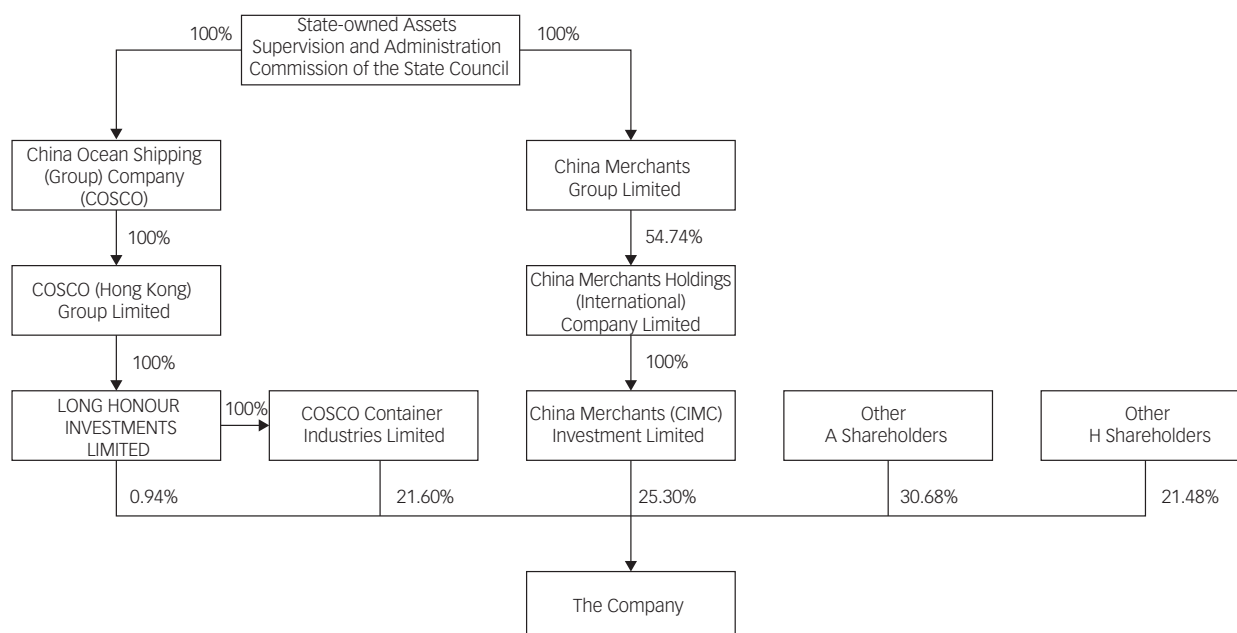 State-owned Assets
Supervision and Administration
Commission of the State Council
100%
100%
China Ocean Shipping
(Group) Company
(COSCO)
China Merchants
Group Limited
100%
54.74%
COSCO (Hong Kong)
Group Limited
China Merchants Holdings
(International)
Company Limited
100%
100%
LONG HONOUR
INVESTMENTS
LIMITED
100%
COSCO Container
Industries Limited
China Merchants (CIMC)
Investment Limited
Other
A Shareholders
Other
H Shareholders
0.94%
21.60%
25.30%
30.68%
21.48%
The Company